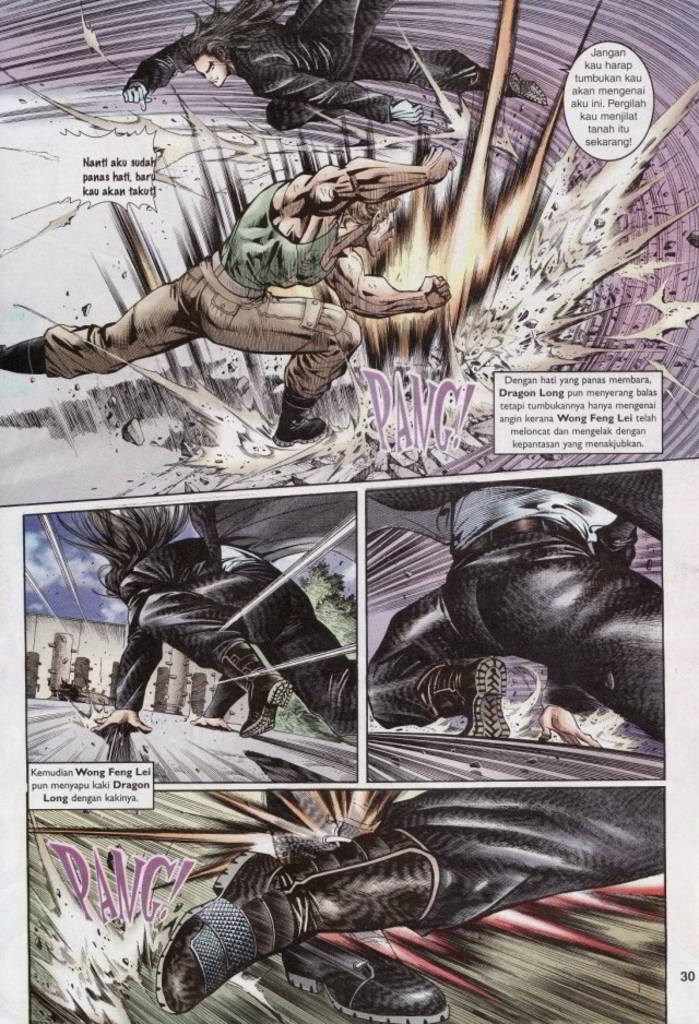 Jangan
kau harap
tumbukan kau
akan mengenai
aku ini. Pergilah
kau menjilat
tanah itu
sekarang!
Nanti aku sudah
panas hati, baru
kau akan takut!
PANG!
Dengan hati yang panas membara,
Dragon Long pun menyerang balas
tetapi tumbukannya hanya mengenai
angin kerana Wong Feng Lei telah
meloncat dan mengelak dengan
kepantasan yang menakjubkan.
Kemudian Wong Feng Lei
pun menyapu kaki Dragon
Long dengan kakinya.
PANG!
30